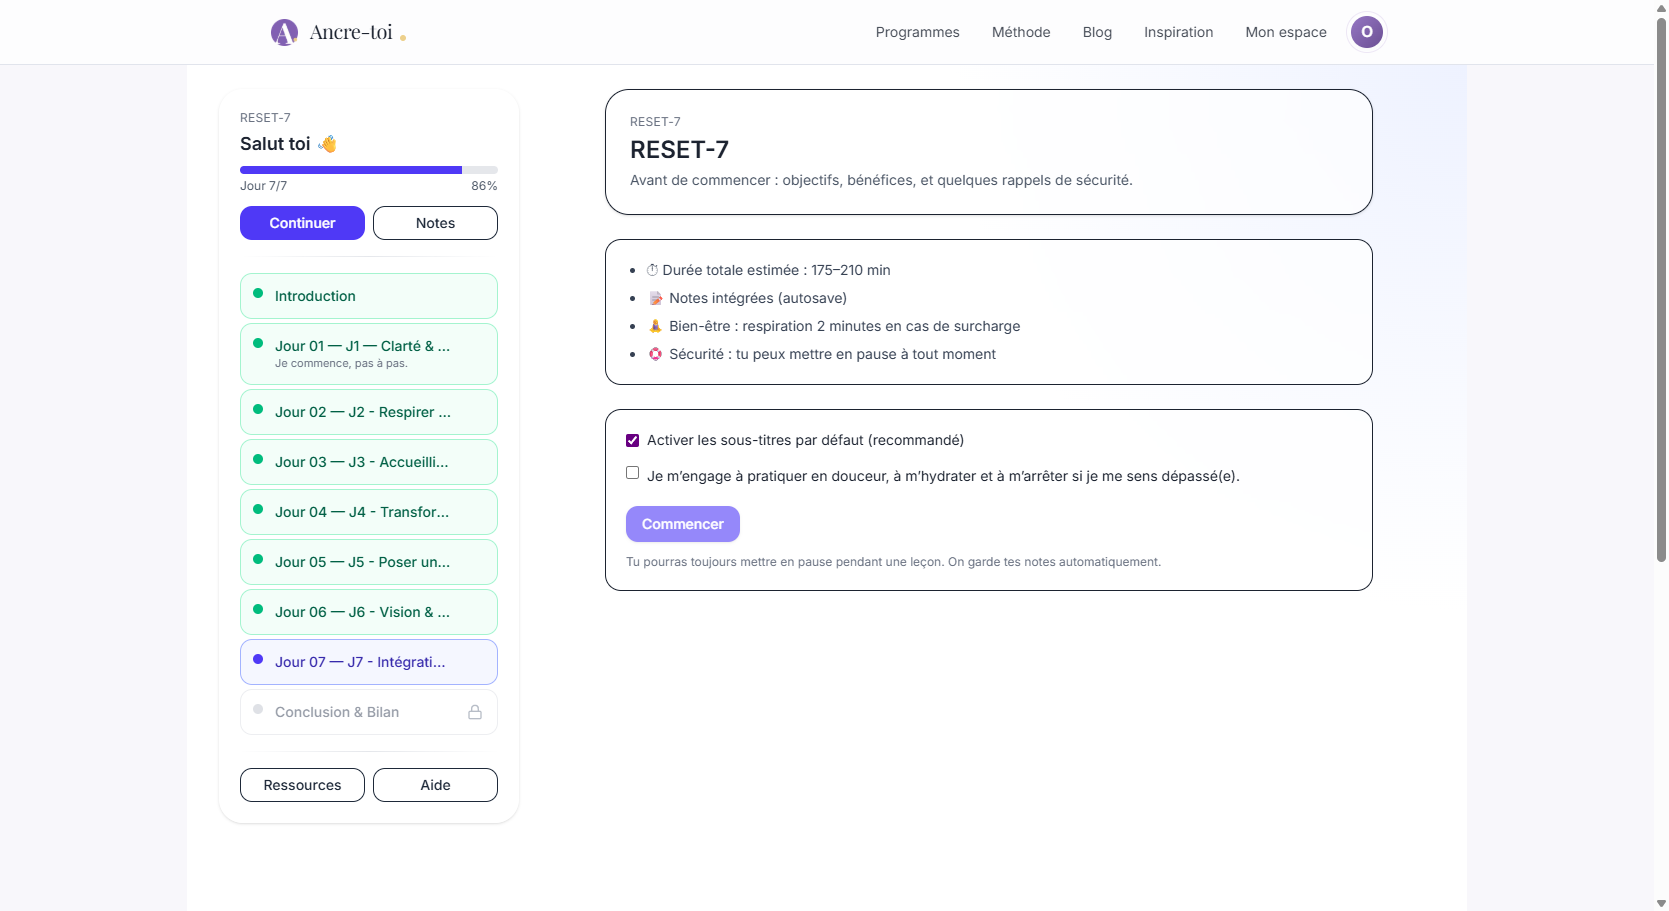 Ancre-toi
Programmes
Méthode
Blog
Inspiration
Mon espace
O
RESET-7
Salut toi 👋
Jour 7/7
86%
Continuer
Notes
Introduction
Jour 01 — J1 — Clarté & ...
Je commence, pas à pas.
Jour 02 — J2 - Respirer ...
Jour 03 — J3 - Accueilli...
Jour 04 — J4 - Transfor...
Jour 05 — J5 - Poser un...
Jour 06 — J6 - Vision & ...
Jour 07 — J7 - Intégrati...
Conclusion & Bilan
Ressources
Aide
RESET-7
RESET-7
Avant de commencer : objectifs, bénéfices, et quelques rappels de sécurité.
• ⏱ Durée totale estimée : 175–210 min
• 📝 Notes intégrées (autosave)
• 🧘 Bien-être : respiration 2 minutes en cas de surcharge
• 🛟 Sécurité : tu peux mettre en pause à tout moment
Activer les sous-titres par défaut (recommandé)
Je m’engage à pratiquer en douceur, à m’hydrater et à m’arrêter si je me sens dépassé(e).
Commencer
Tu pourras toujours mettre en pause pendant une leçon. On garde tes notes automatiquement.